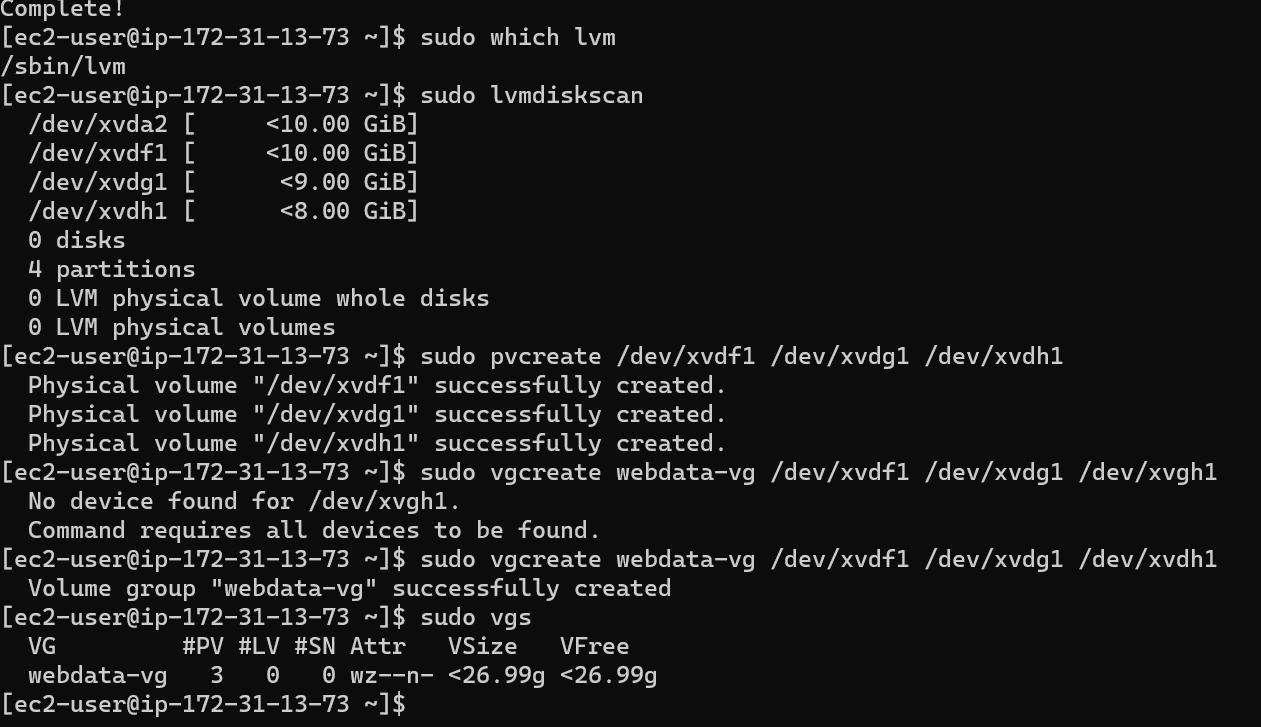 Complete!
[ec2-user@ip-172-31-13-73 ~]$ sudo which lvm
/sbin/lvm
[ec2-user@ip-172-31-13-73 ~]$ sudo lvmdiskscan
  /dev/xvda2 [      <10.00 GiB]
  /dev/xvdf1 [      <10.00 GiB]
  /dev/xvdg1 [       <9.00 GiB]
  /dev/xvdh1 [       <8.00 GiB]
  0 disks
  4 partitions
  0 LVM physical volume whole disks
  0 LVM physical volumes
[ec2-user@ip-172-31-13-73 ~]$ sudo pvcreate /dev/xvdf1 /dev/xvdg1 /dev/xvdh1
  Physical volume "/dev/xvdf1" successfully created.
  Physical volume "/dev/xvdg1" successfully created.
  Physical volume "/dev/xvdh1" successfully created.
[ec2-user@ip-172-31-13-73 ~]$ sudo vgcreate webdata-vg /dev/xvdf1 /dev/xvdg1 /dev/xvgh1
  No device found for /dev/xvgh1.
  Command requires all devices to be found.
[ec2-user@ip-172-31-13-73 ~]$ sudo vgcreate webdata-vg /dev/xvdf1 /dev/xvdg1 /dev/xvdh1
  Volume group "webdata-vg" successfully created
[ec2-user@ip-172-31-13-73 ~]$ sudo vgs
  VG         #PV #LV #SN Attr   VSize   VFree
  webdata-vg   3   0   0 wz--n- <26.99g <26.99g
[ec2-user@ip-172-31-13-73 ~]$